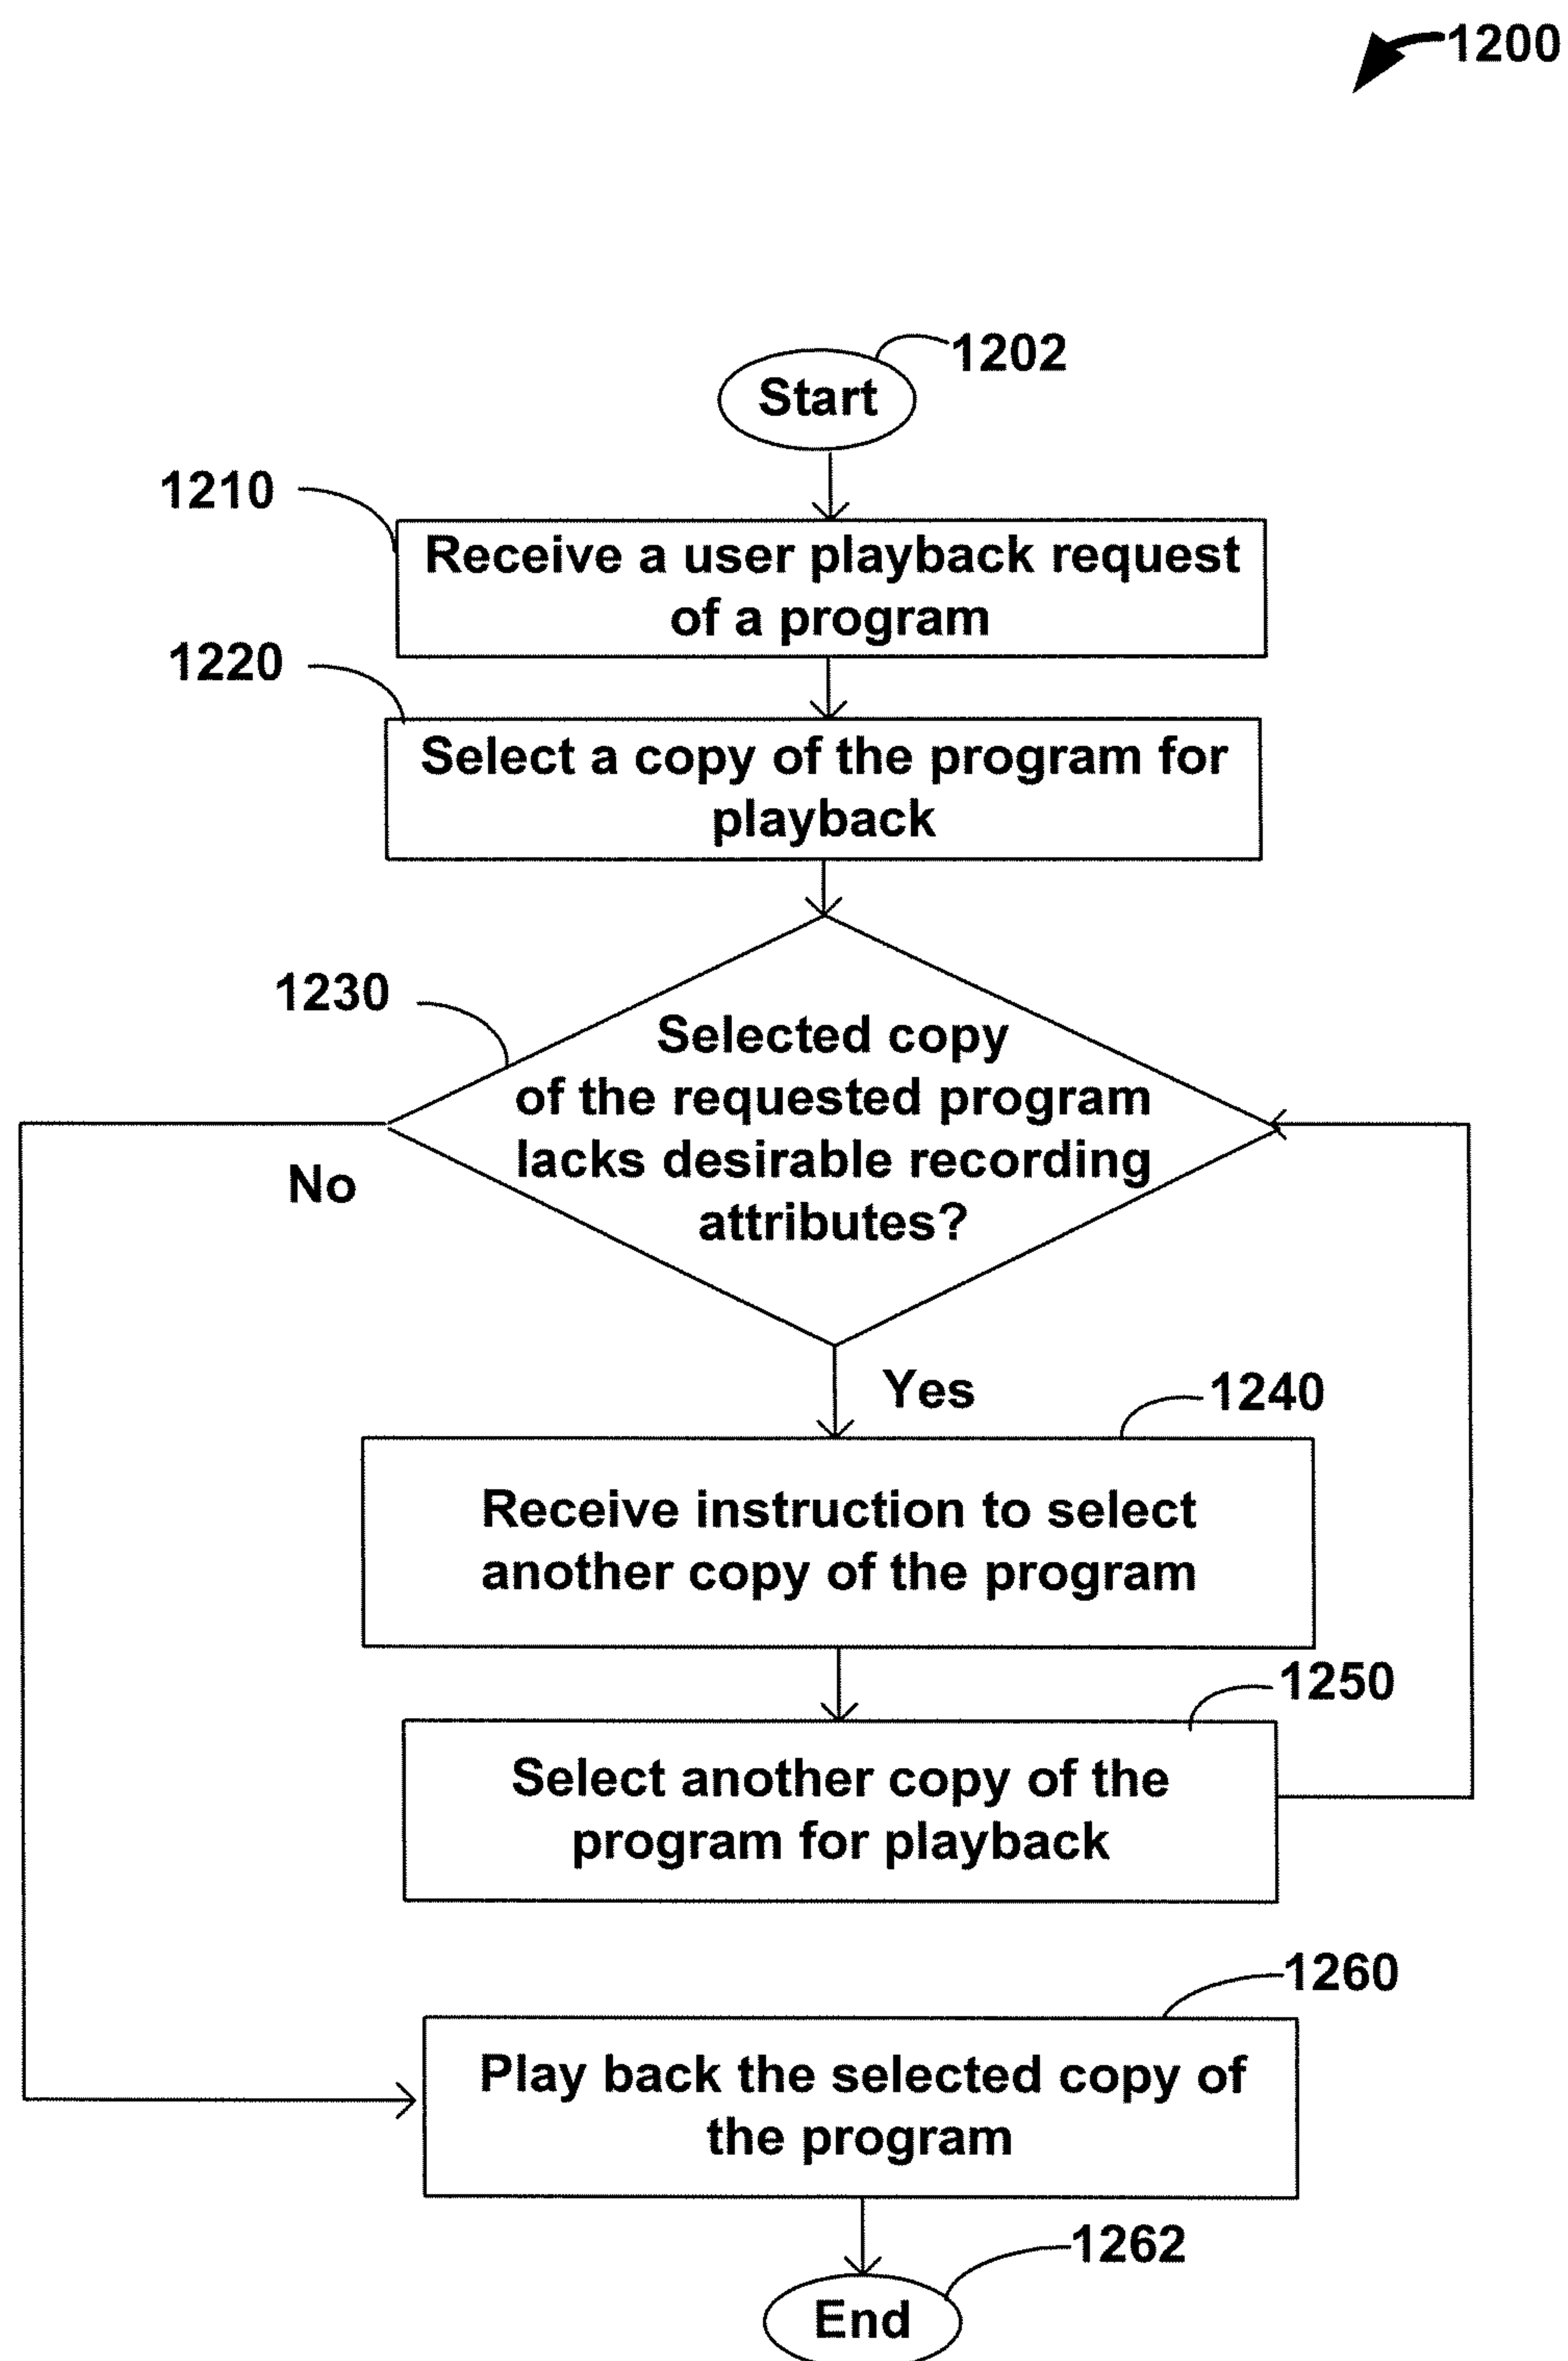 1200
1202
Start
1210
Receive a user playback request
of a program
1220
Select a copy of the program for
playback
1230
Selected copy
of the requested program
lacks desirable recording
attributes?
No
Yes
1240
Receive instruction to select
another copy of the program
1250
Select another copy of the
program for playback
1260
Play back the selected copy of
the program
1262
End